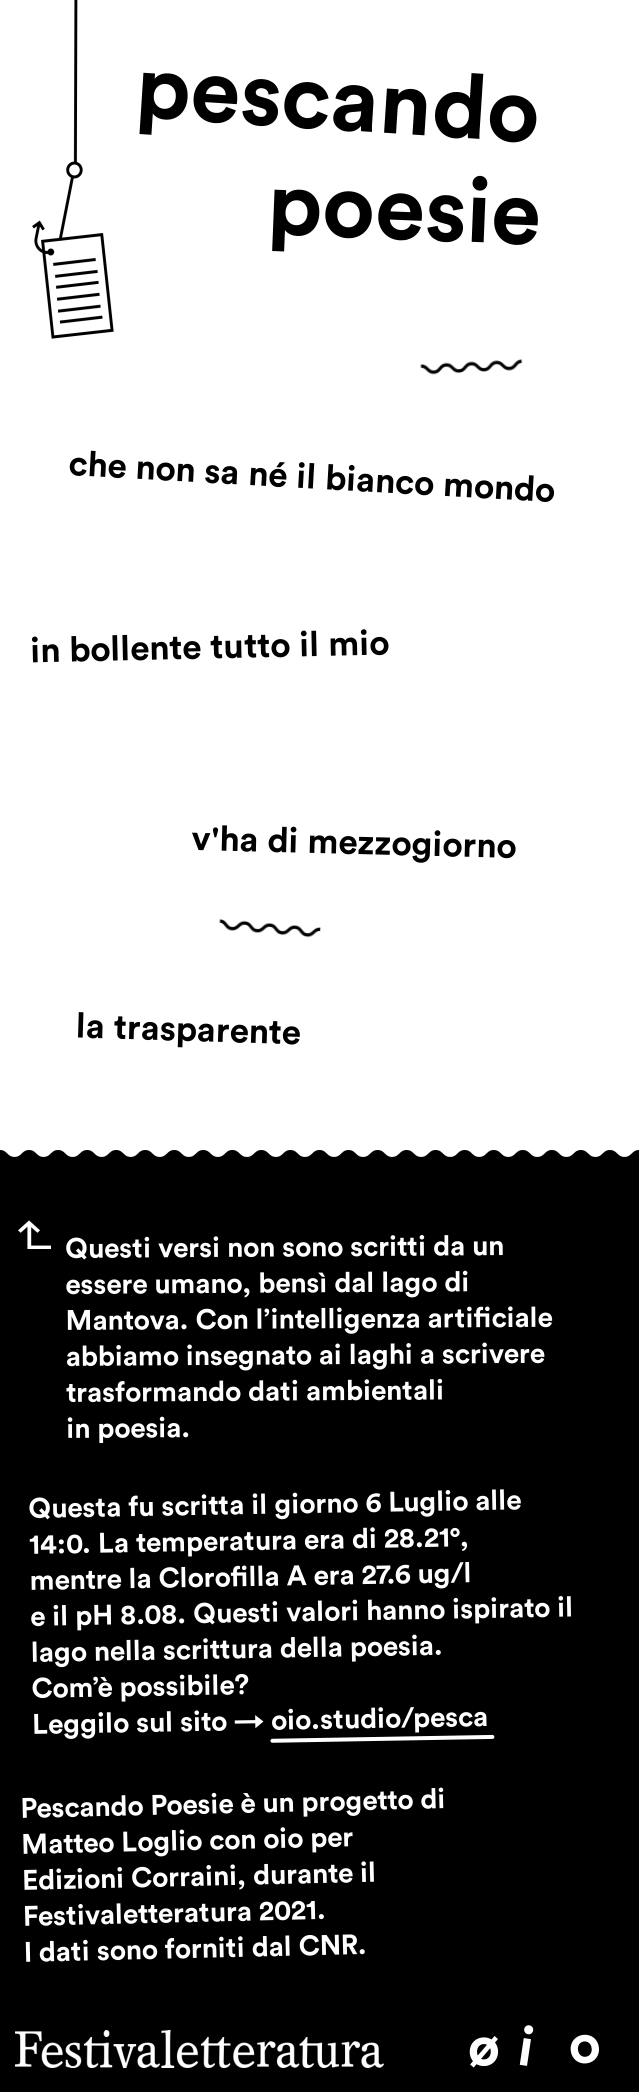 pescando
poesie
che non sa né il bianco mondo
in bollente tutto il mio
v'ha di mezzogiorno
la trasparente
Questi versi non sono scritti da un
essere umano, bensì dal lago di
Mantova. Con l'intelligenza artificiale
abbiamo insegnato ai laghi a scrivere
trasformando dati ambientali
in poesia.
Questa fu scritta il giorno 6 Luglio alle
14:0. La temperatura era di 28.21°,
mentre la Clorofilla A era 27.6 ug/l
e il pH 8.08. Questi valori hanno ispirato il
lago nella scrittura della poesia.
Com'è possibile?
Leggilo sul sito → oio.studio/pesca
Pescando Poesie è un progetto di
Matteo Loglio con oio per
Edizioni Corraini, durante il
Festivaletteratura 2021.
I dati sono forniti dal CNR.
Festivaletteratura øio